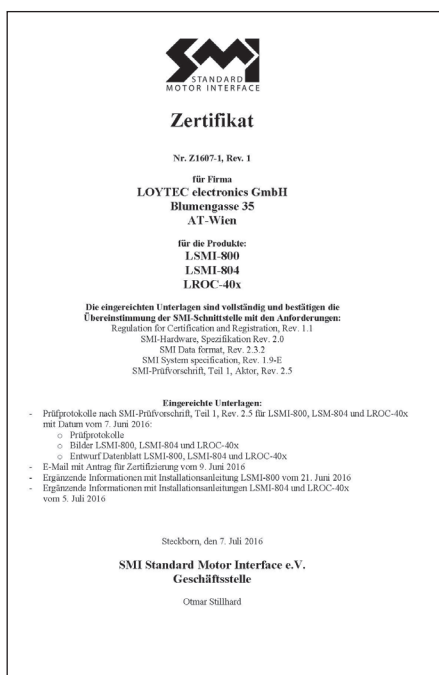 SMI
STANDARD
MOTOR INTERFACE
Zertifikat
Nr. Z1607-1, Rev. 1
für Firma
LOYTEC electronics GmbH
Blumengasse 35
AT-Wien
für die Produkte:
LSMI-800
LSMI-804
LROC-40x
Die eingereichten Unterlagen sind vollständig und bestätigen die
Übereinstimmung der SMI-Schnittstelle mit den Anforderungen:
Regulation for Certification and Registration, Rev. 1.1
SMI-Hardware, Spezifikation Rev. 2.0
SMI Data format, Rev. 2.3.2
SMI System specification, Rev. 1.9-E
SMI-Prüfvorschrift, Teil 1, Aktor, Rev. 2.5
Eingereichte Unterlagen:
- Prüfprotokolle nach SMI-Prüfvorschrift, Teil 1, Rev. 2.5 für LSMI-800, LSM-804 und LROC-40x
mit Datum vom 7. Juni 2016:
o Prüfprotokolle
o Bilder LSMI-800, LSMI-804 und LROC-40x
o Entwurf Datenblatt LSMI-800, LSMI-804 und LROC-40x
- E-Mail mit Antrag für Zertifizierung vom 9. Juni 2016
- Ergänzende Informationen mit Installationsanleitung LSMI-800 vom 21. Juni 2016
- Ergänzende Informationen mit Installationsanleitungen LSMI-804 und LROC-40x
vom 5. Juli 2016
Steckborn, den 7. Juli 2016
SMI Standard Motor Interface e.V.
Geschäftsstelle
Otmar Stillhard